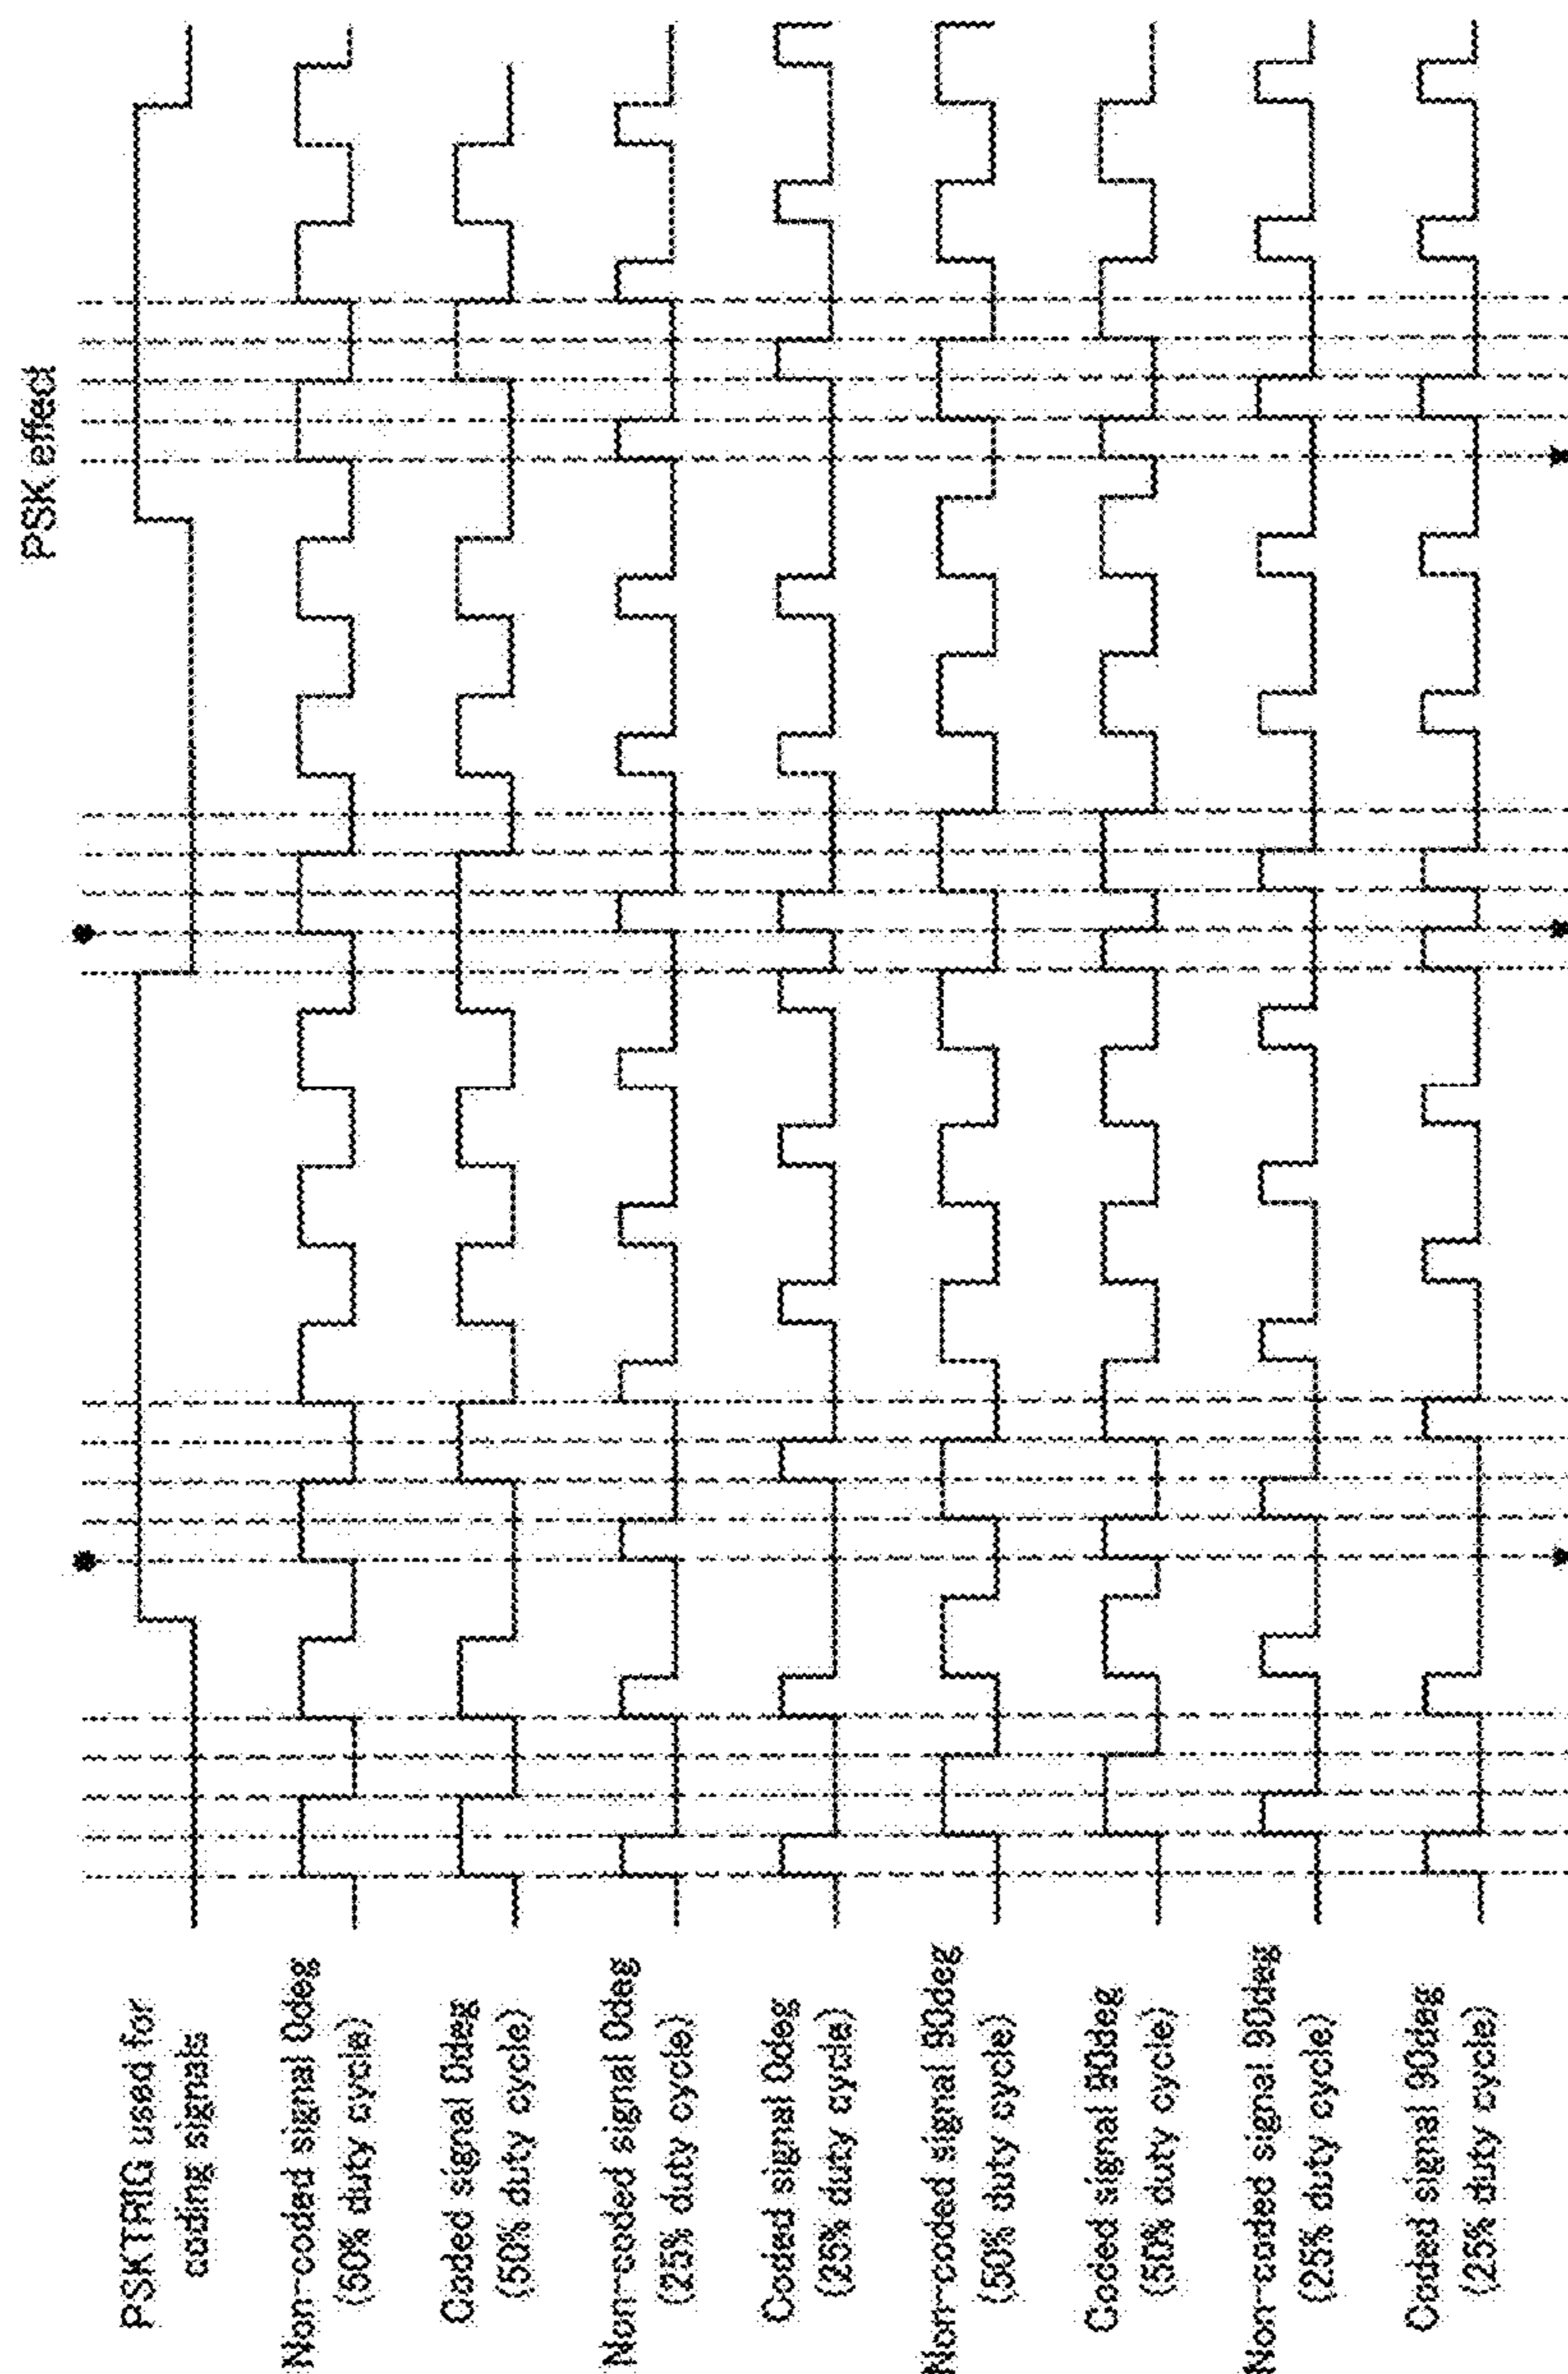 PSK effect
PSKTRIG used for
coding signals
Non-coded signal 0deg
(50% duty cycle)
Coded signal 0deg
(50% duty cycle)
Non-coded signal 0deg
(25% duty cycle)
Coded signal 0deg
(25% duty cycle)
Non-coded signal 90deg
(50% duty cycle)
Coded signal 90deg
(50% duty cycle)
Non-coded signal 90deg
(25% duty cycle)
Coded signal 90deg
(25% duty cycle)